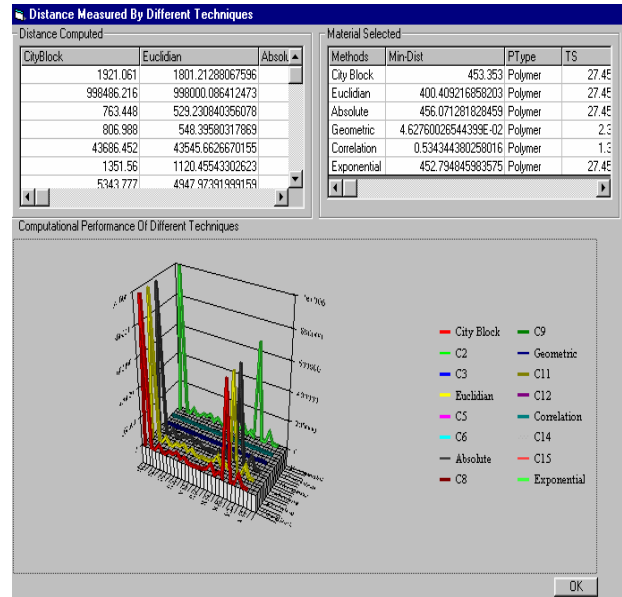 Distance Measured By Different Techniques
Distance Computed
CityBlock Euclidian Absolu
1921.061 1801.21288067596
998486.216 998000.086412473
763.448 529.230840356078
806.988 548.39580317869
43686.452 43545.6626670155
1351.56 1120.45543302623
5343.777 4947.97391999159
Material Selected
Methods Min-Dist PType TS
City Block 453.353 Polymer 27.45
Euclidian 400.409216858203 Polymer 27.45
Absolute 456.071281828459 Polymer 27.45
Geometric 4.62760026544399E-02 Polymer 2.3
Correlation 0.534344380258016 Polymer 1.3
Exponential 452.794845983575 Polymer 27.45
Computational Performance Of Different Techniques
City Block
C2
C3
Euclidian
C5
C6
Absolute
C8
C9
Geometric
C11
C12
Correlation
C14
C15
Exponential
OK